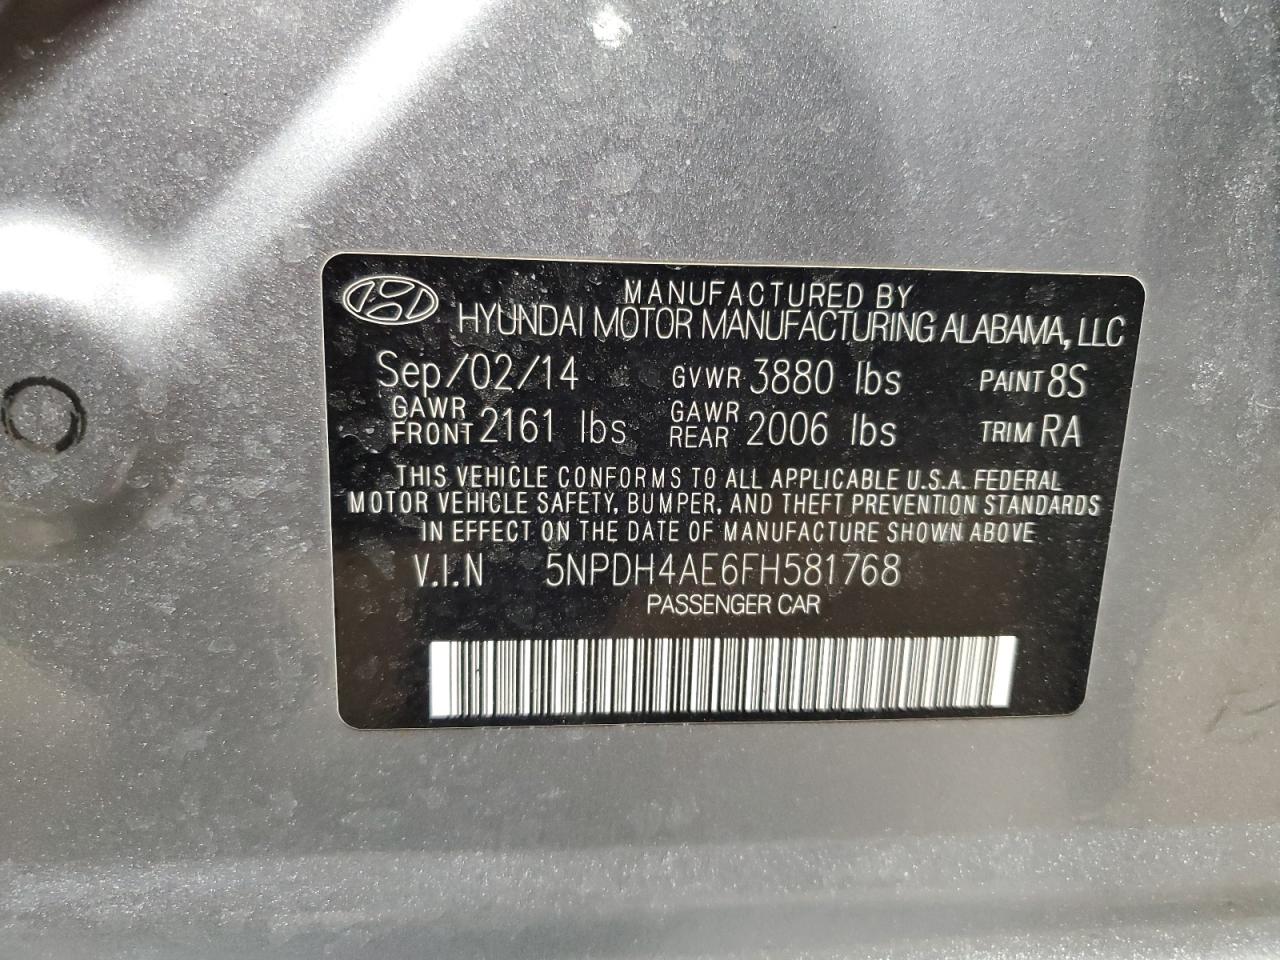 MANUFACTURED BY
HYUNDAI MOTOR MANUFACTURING ALABAMA, LLC
Sep/02/14 GVWR 3880 lbs PAINT 8S
GAWR FRONT 2161 lbs GAWR REAR 2006 lbs TRIM RA
THIS VEHICLE CONFORMS TO ALL APPLICABLE U.S.A. FEDERAL
MOTOR VEHICLE SAFETY, BUMPER, AND THEFT PREVENTION STANDARDS
IN EFFECT ON THE DATE OF MANUFACTURE SHOWN ABOVE
V.I.N 5NPDH4AE6FH581768
PASSENGER CAR